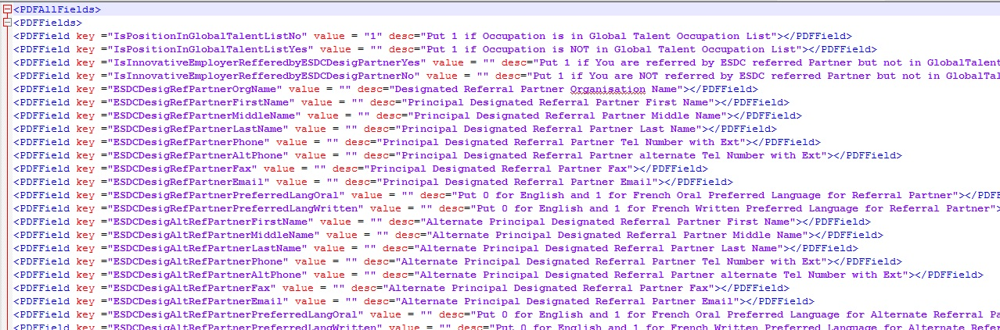 <PDFAllFields>
<PDFFields>
<PDFField key ="IsPositionInGlobalTalentListNo" value = "1" desc="Put 1 if Occupation is in Global Talent Occupation List"></PDFField>
<PDFField key ="IsPositionInGlobalTalentListYes" value = "" desc="Put 1 if Occupation is NOT in Global Talent Occupation List"></PDFField>
<PDFField key ="IsInnovativeEmployerRefferedbyESDCDesigPartnerYes" value = "" desc="Put 1 if You are referred by ESDC referred Partner but not in GlobalTalent
<PDFField key ="IsInnovativeEmployerRefferedbyESDCDesigPartnerNo" value = "" desc="Put 1 if You are NOT referred by ESDC referred Partner but not in GlobalTal
<PDFField key ="ESDCDesigRefPartnerOrgName" value = "" desc="Designated Referral Partner Organisation Name"></PDFField>
<PDFField key ="ESDCDesigRefPartnerFirstName" value = "" desc="Principal Designated Referral Partner First Name"></PDFField>
<PDFField key ="ESDCDesigRefPartnerMiddleName" value = "" desc="Principal Designated Referral Partner Middle Name"></PDFField>
<PDFField key ="ESDCDesigRefPartnerLastName" value = "" desc="Principal Designated Referral Partner Last Name"></PDFField>
<PDFField key ="ESDCDesigRefPartnerPhone" value = "" desc="Principal Designated Referral Partner Tel Number with Ext"></PDFField>
<PDFField key ="ESDCDesigRefPartnerAltPhone" value = "" desc="Principal Designated Referral Partner alternate Tel Number with Ext"></PDFField>
<PDFField key ="ESDCDesigRefPartnerFax" value = "" desc="Principal Designated Referral Partner Fax"></PDFField>
<PDFField key ="ESDCDesigRefPartnerEmail" value = "" desc="Principal Designated Referral Partner Email"></PDFField>
<PDFField key ="ESDCDesigRefPartnerPreferredLangOral" value = "" desc="Put 0 for English and 1 for French Oral Preferred Language for Referral Partner"></PDFF
<PDFField key ="ESDCDesigRefPartnerPreferredLangWritten" value = "" desc="Put 0 for English and 1 for French Written Preferred Language for Referral Partner">
<PDFField key ="ESDCDesigAltRefPartnerFirstName" value = "" desc="Alternate Principal Designated Referral Partner First Name"></PDFField>
<PDFField key ="ESDCDesigAltRefPartnerMiddleName" value = "" desc="Alternate Principal Designated Referral Partner Middle Name"></PDFField>
<PDFField key ="ESDCDesigAltRefPartnerLastName" value = "" desc="Alternate Principal Designated Referral Partner Last Name"></PDFField>
<PDFField key ="ESDCDesigAltRefPartnerPhone" value = "" desc="Alternate Principal Designated Referral Partner Tel Number with Ext"></PDFField>
<PDFField key ="ESDCDesigAltRefPartnerAltPhone" value = "" desc="Alternate Principal Designated Referral Partner alternate Tel Number with Ext"></PDFField>
<PDFField key ="ESDCDesigAltRefPartnerFax" value = "" desc="Alternate Principal Designated Referral Partner Fax"></PDFField>
<PDFField key ="ESDCDesigAltRefPartnerEmail" value = "" desc="Alternate Principal Designated Referral Partner Email"></PDFField>
<PDFField key ="ESDCDesigAltRefPartnerPreferredLangOral" value = "" desc="Put 0 for English and 1 for French Oral Preferred Language for Alternate Referral Pa
<PDFField key ="ESDCDesigAltRefPartnerPreferredLangWritten" value = "" desc="Put 0 for English and 1 for French Written Preferred Language for Alternate Refer